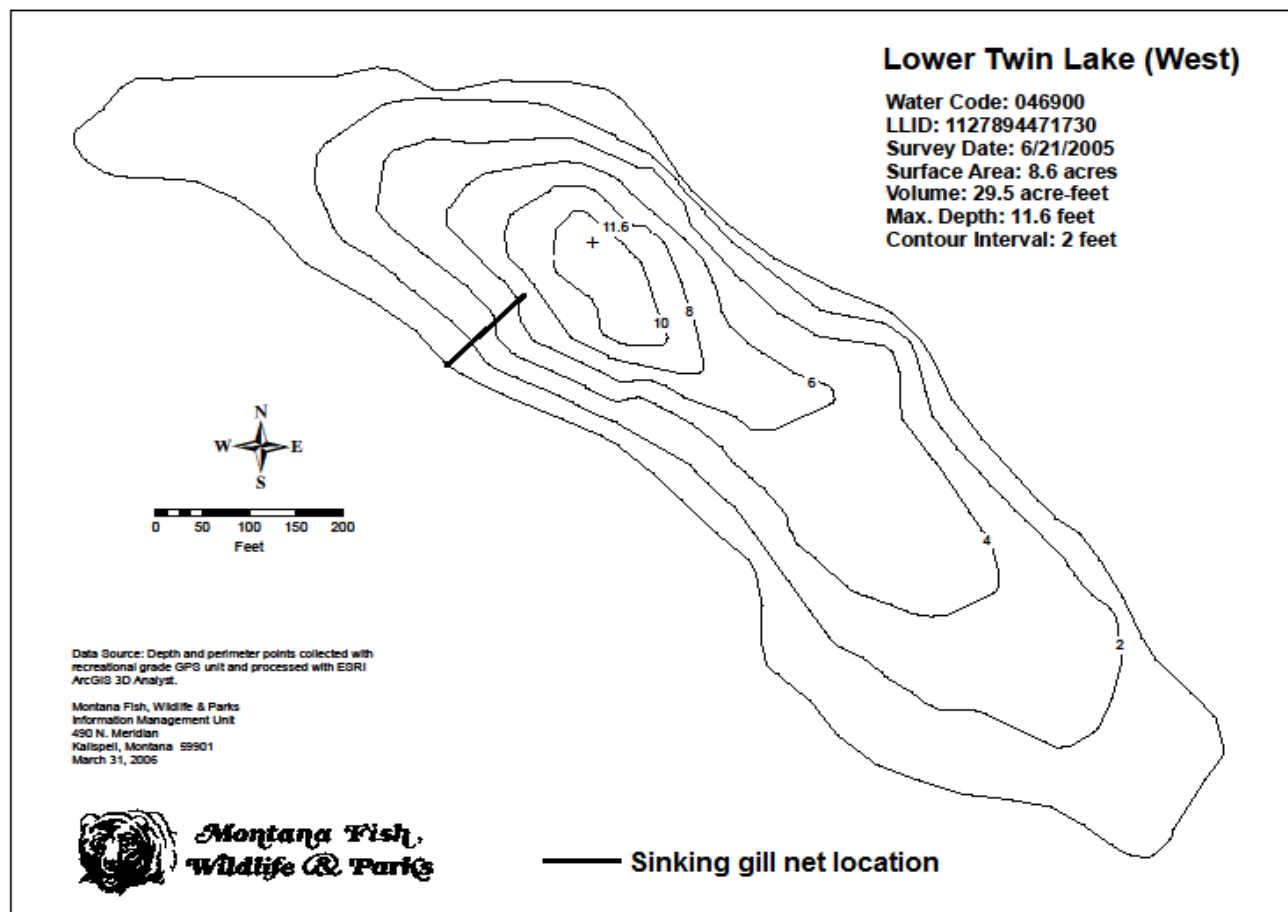 Lower Twin Lake (West)
Water Code: 046900
LLID: 1127894471730
Survey Date: 6/21/2005
Surface Area: 8.6 acres
Volume: 29.5 acre-feet
Max. Depth: 11.6 feet
Contour Interval: 2 feet
11.6
8
10
6
4
2
N
W E
S
0 50 100 150 200
Feet
Data Source: Depth and perimeter points collected with
recreational grade GPS unit and processed with ESRI
ArcGIS 3D Analyst.
Montana Fish, Wildlife & Parks
Information Management Unit
490 N. Meridian
Kalispell, Montana 59901
March 31, 2006
Montana Fish,
Wildlife & Parks
Sinking gill net location